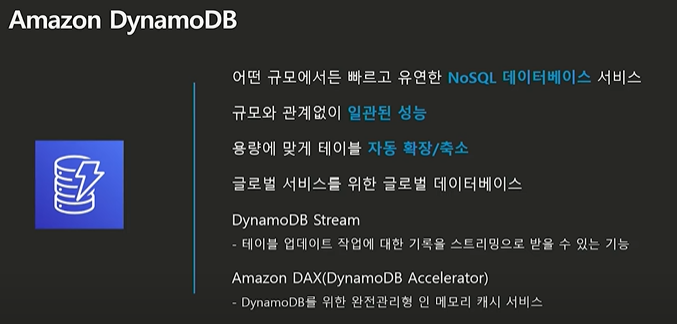 Amazon DynamoDB
어떤 규모에서든 빠르고 유연한 NoSQL 데이터베이스 서비스
규모와 관계없이 일관된 성능
용량에 맞게 테이블 자동 확장/축소
글로벌 서비스를 위한 글로벌 데이터베이스
DynamoDB Stream
- 테이블 업데이트 작업에 대한 기록을 스트리밍으로 받을 수 있는 기능
Amazon DAX(DynamoDB Accelerator)
- DynamoDB를 위한 완전관리형 인 메모리 캐시 서비스